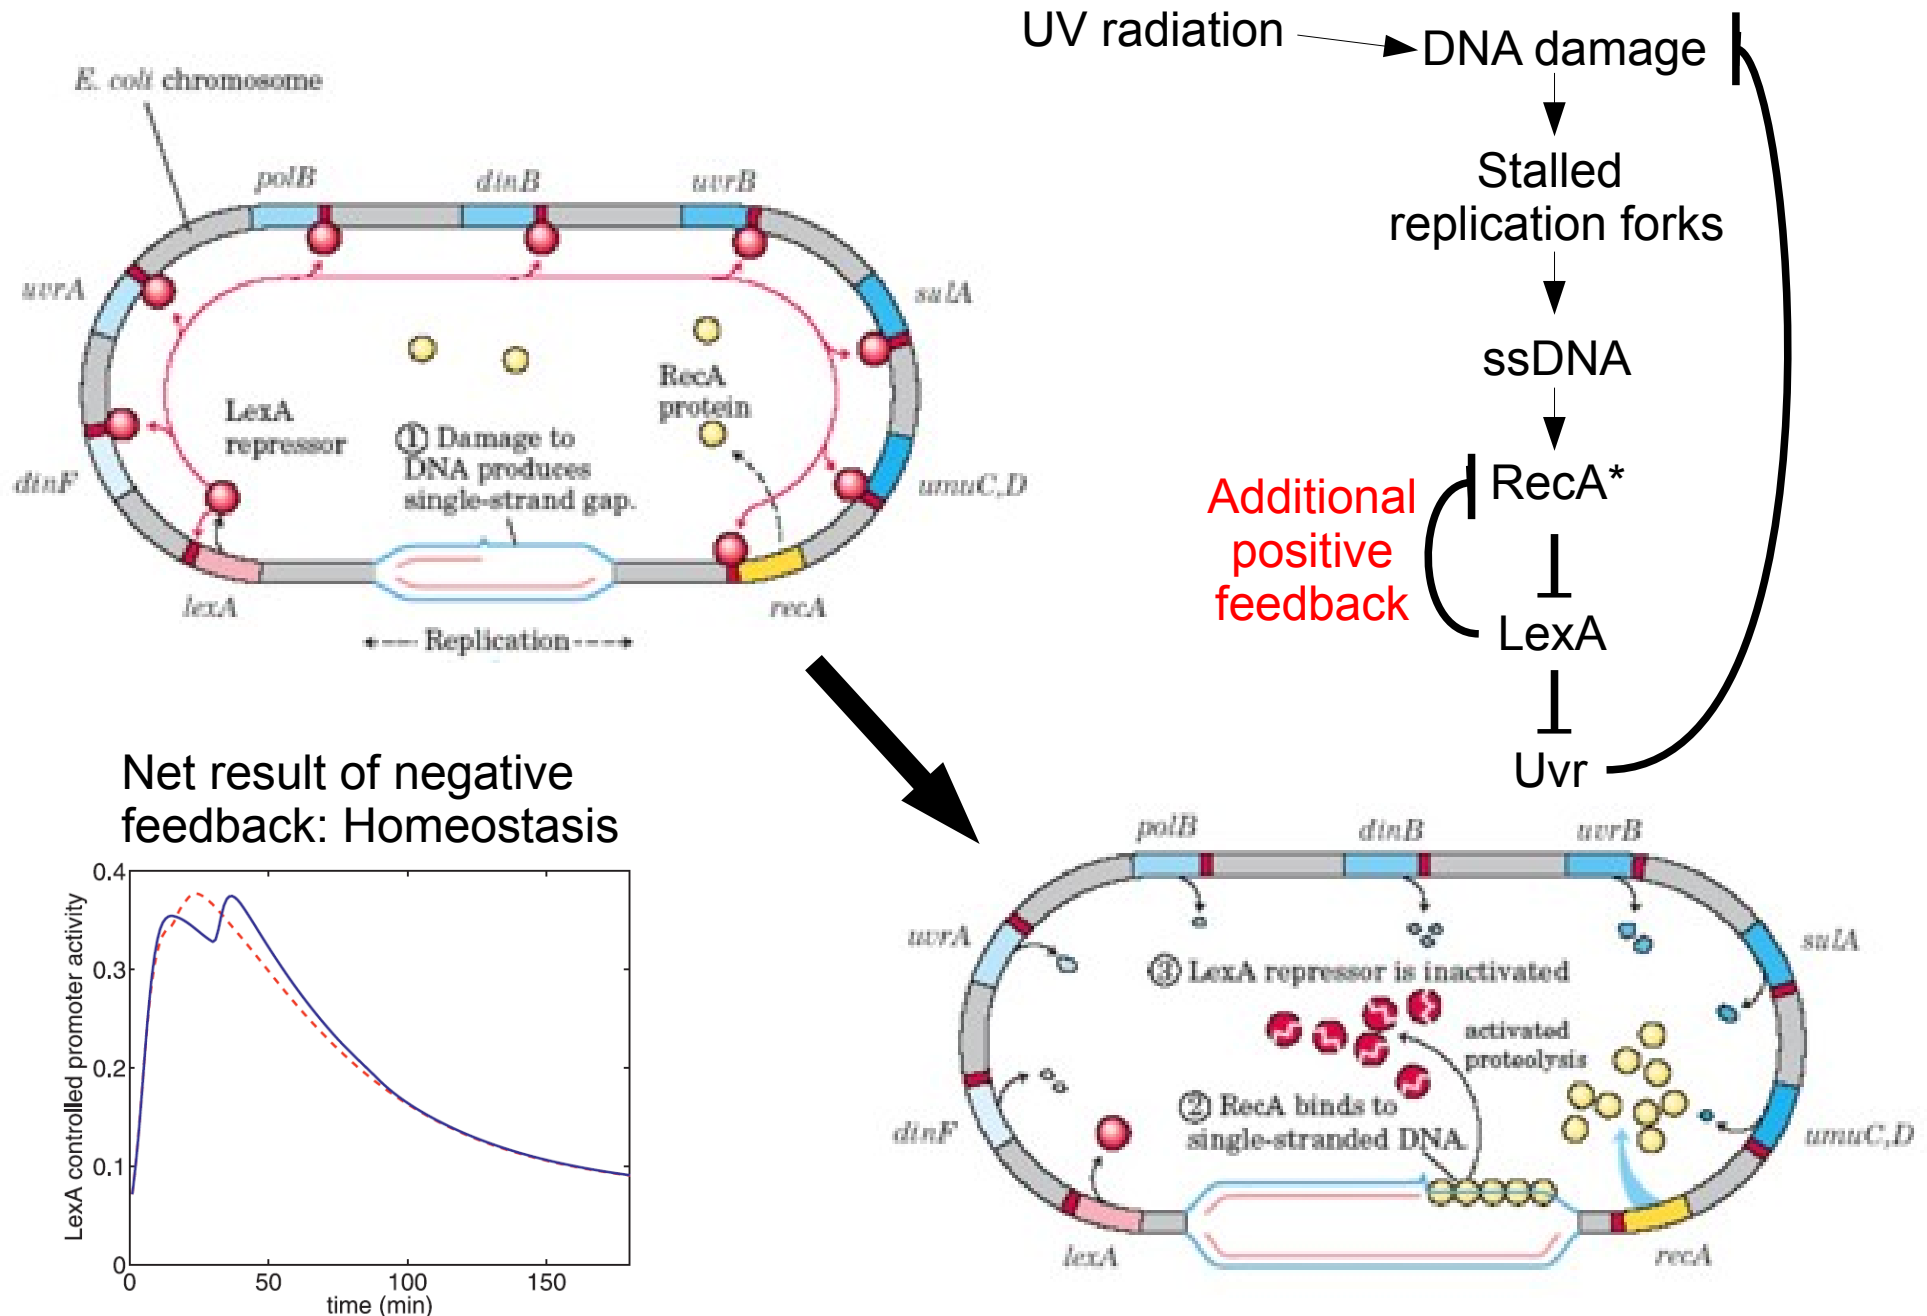 E. coli chromosome
polB
dinB
uvrB
uvrA
sulA
LexA
repressor
RecA
protein
① Damage to
DNA produces
single-strand gap.
dinF
umuC,D
lexA
recA
Replication
UV radiation
DNA damage
Stalled
replication forks
ssDNA
RecA*
Additional
positive
feedback
LexA
Uvr
Net result of negative
feedback: Homeostasis
LexA controlled promoter activity
0.4
0.3
0.2
0.1
0
0
50
100
150
time (min)
polB
dinB
uvrB
uvrA
sulA
③ LexA repressor is inactivated
activated
proteolysis
② RecA binds to
single-stranded DNA.
dinF
umuC,D
lexA
recA